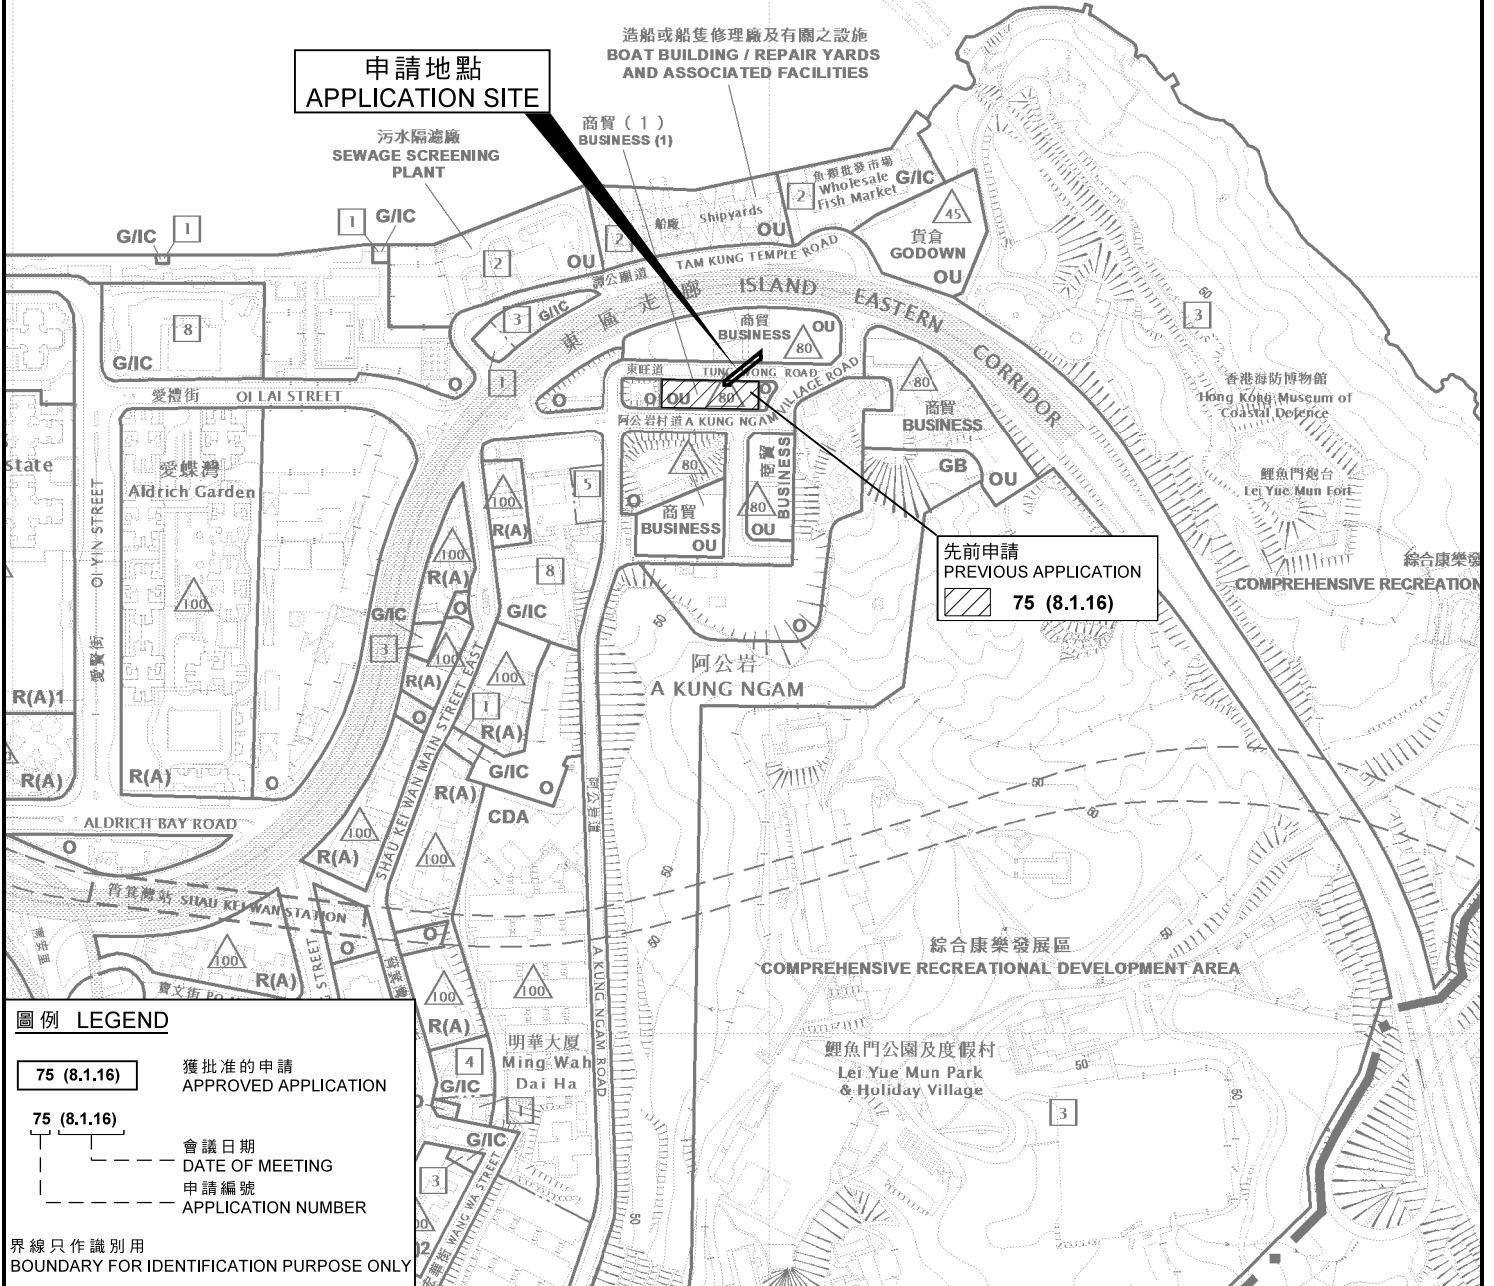 造船或船隻修理廠及有關之設施
BOAT BUILDING / REPAIR YARDS
AND ASSOCIATED FACILITIES
申請地點
APPLICATION SITE
商貿（１）
BUSINESS (1)
污水隔濾廠
SEWAGE SCREENING
PLANT
魚類批發市場
Wholesale
Fish Market
G/IC
2
45
貨倉
GODOWN
OU
船廠
Shipyards
OU
2
G/IC
1
1
G/IC
2
OU
譚公廟道
TAM KUNG TEMPLE ROAD
東區走廊
ISLAND EASTERN CORRIDOR
3
G/IC
1
8
G/IC
商貿
BUSINESS
OU
80
東旺道
TUNG WONG ROAD
O
OU
80
O
阿公岩村道
A KUNG NGAM VILLAGE ROAD
O
O
愛禮街
OI LAI STREET
80
商貿
BUSINESS
GB
OU
50
3
香港海防博物館
Hong Kong Museum of
Coastal Defence
鯉魚門炮台
Lei Yue Mun Fort
綜合康樂發
COMPREHENSIVE RECREATION
state
愛蝶灣
Aldrich Garden
OI YIN STREET
愛賢街
100
R(A)1
R(A)
R(A)
O
100
R(A)
5
80
O
商貿
BUSINESS
OU
商貿
BUSINESS
80
OU
先前申請
PREVIOUS APPLICATION
75 (8.1.16)
100
R(A)
8
G/IC
O
G/IC
3
100
R(A)
100
1
R(A)
O
G/IC
O
R(A)
CDA
50
O
阿公岩
A KUNG NGAM
阿公岩道
A KUNG NGAM ROAD
SHAU KEI WAN MAIN STREET EAST
ALDRICH BAY ROAD
O
100
R(A)
100
筲箕灣站 SHAU KEI WAN STATION
O
O
100
R(A)
100
R(A)
100
50
50
50
50
50
綜合康樂發展區
COMPREHENSIVE RECREATIONAL DEVELOPMENT AREA
明華大廈
Ming Wah
Dai Ha
4
G/IC
1
G/IC
3
WANG WA STREET
鯉魚門公園及度假村
Lei Yue Mun Park
& Holiday Village
50
50
3
50
圖例 LEGEND
75 (8.1.16)
獲批准的申請
APPROVED APPLICATION
75 (8.1.16)
會議日期
DATE OF MEETING
申請編號
APPLICATION NUMBER
界線只作識別用
BOUNDARY FOR IDENTIFICATION PURPOSE ONLY